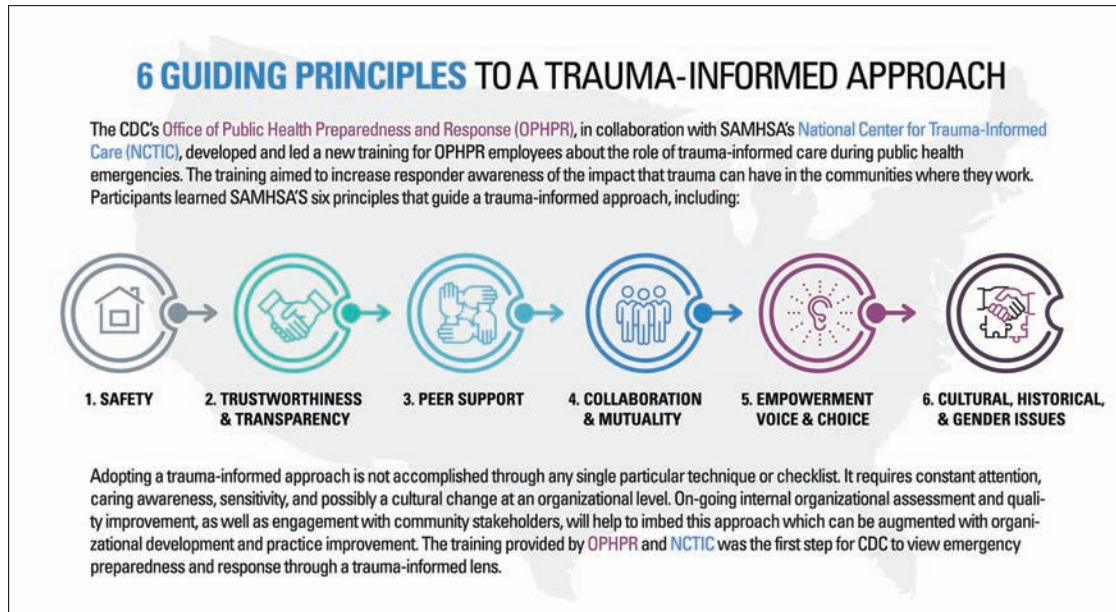 6 GUIDING PRINCIPLES TO A TRAUMA-INFORMED APPROACH
The CDC's Office of Public Health Preparedness and Response (OPHPR), in collaboration with SAMHSA's National Center for Trauma-Informed
Care (NCTIC), developed and led a new training for OPHPR employees about the role of trauma-informed care during public health
emergencies. The training aimed to increase responder awareness of the impact that trauma can have in the communities where they work.
Participants learned SAMHSA'S six principles that guide a trauma-informed approach, including:
1. SAFETY
2. TRUSTWORTHINESS
& TRANSPARENCY
3. PEER SUPPORT
4. COLLABORATION
& MUTUALITY
5. EMPOWERMENT
VOICE & CHOICE
6. CULTURAL, HISTORICAL,
& GENDER ISSUES
Adopting a trauma-informed approach is not accomplished through any single particular technique or checklist. It requires constant attention,
caring awareness, sensitivity, and possibly a cultural change at an organizational level. On-going internal organizational assessment and quali-
ty improvement, as well as engagement with community stakeholders, will help to imbed this approach which can be augmented with organi-
zational development and practice improvement. The training provided by OPHPR and NCTIC was the first step for CDC to view emergency
preparedness and response through a trauma-informed lens.